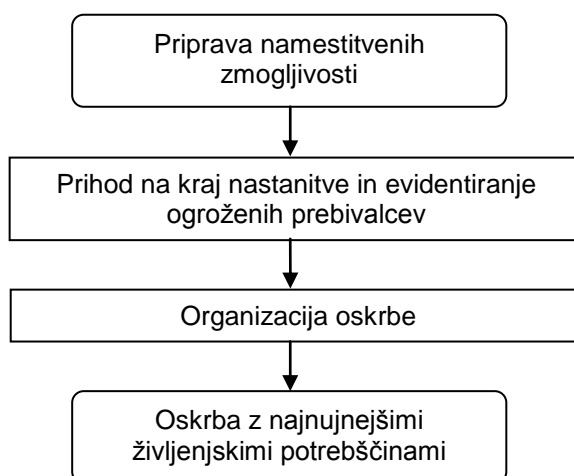 Priprava namestitvenih
zmogljivosti
Prihod na kraj nastanitve in evidentiranje
ogroženih prebivalcev
Organizacija oskrbe
Oskrba z najnujnejšimi
življenjskimi potrebščinami